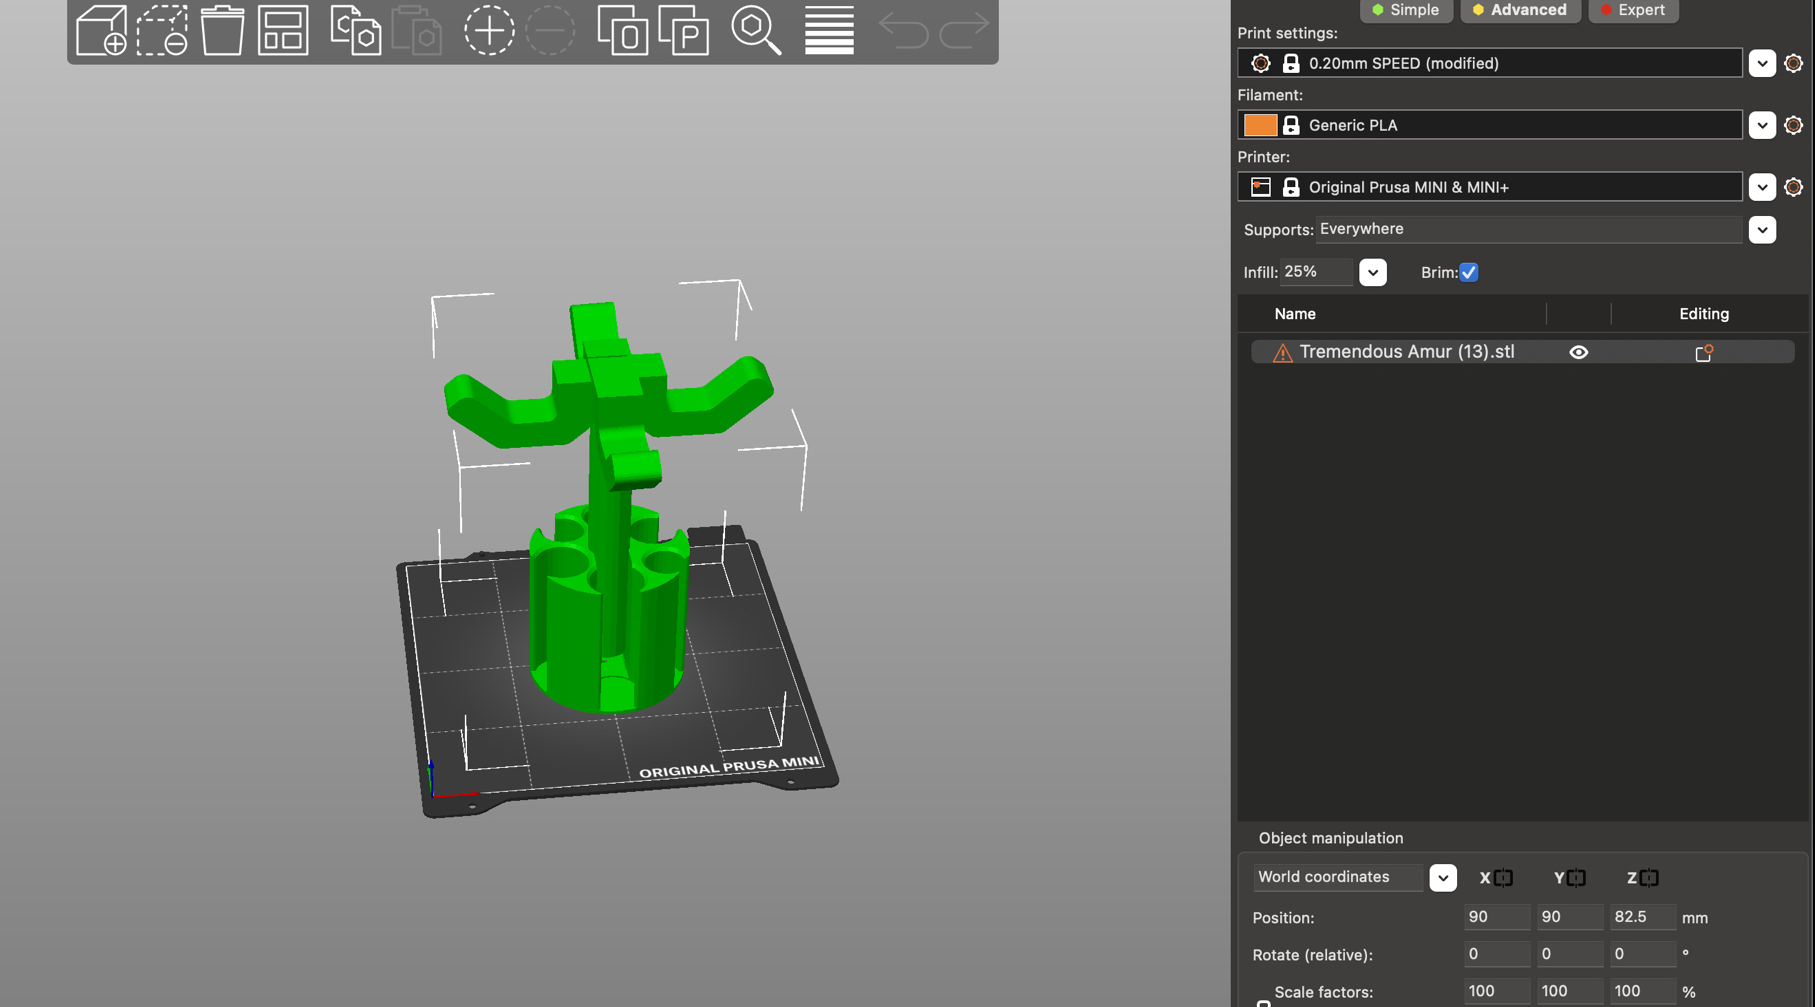 Simple Advanced Expert
Print settings:
0.20mm SPEED (modified)
Filament:
Generic PLA
Printer:
Original Prusa MINI & MINI+
Supports: Everywhere
Infill: 25% Brim:
Name Editing
Tremendous Amur (13).stl
ORIGINAL PRUSA MINI
Object manipulation
World coordinates X Y Z
Position: 90 90 82.5 mm
Rotate (relative): 0 0 0 °
Scale factors: 100 100 100 %